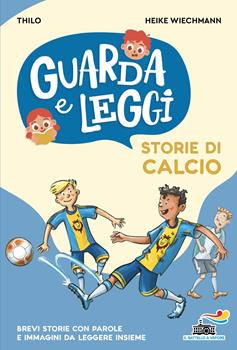 THILO
HEIKE WIECHMANN
GUARDA
e LEGGI
STORIE DI
CALCIO
BREVI STORIE CON PAROLE
E IMMAGINI DA LEGGERE INSIEME
IL BATTELLO A VAPORE